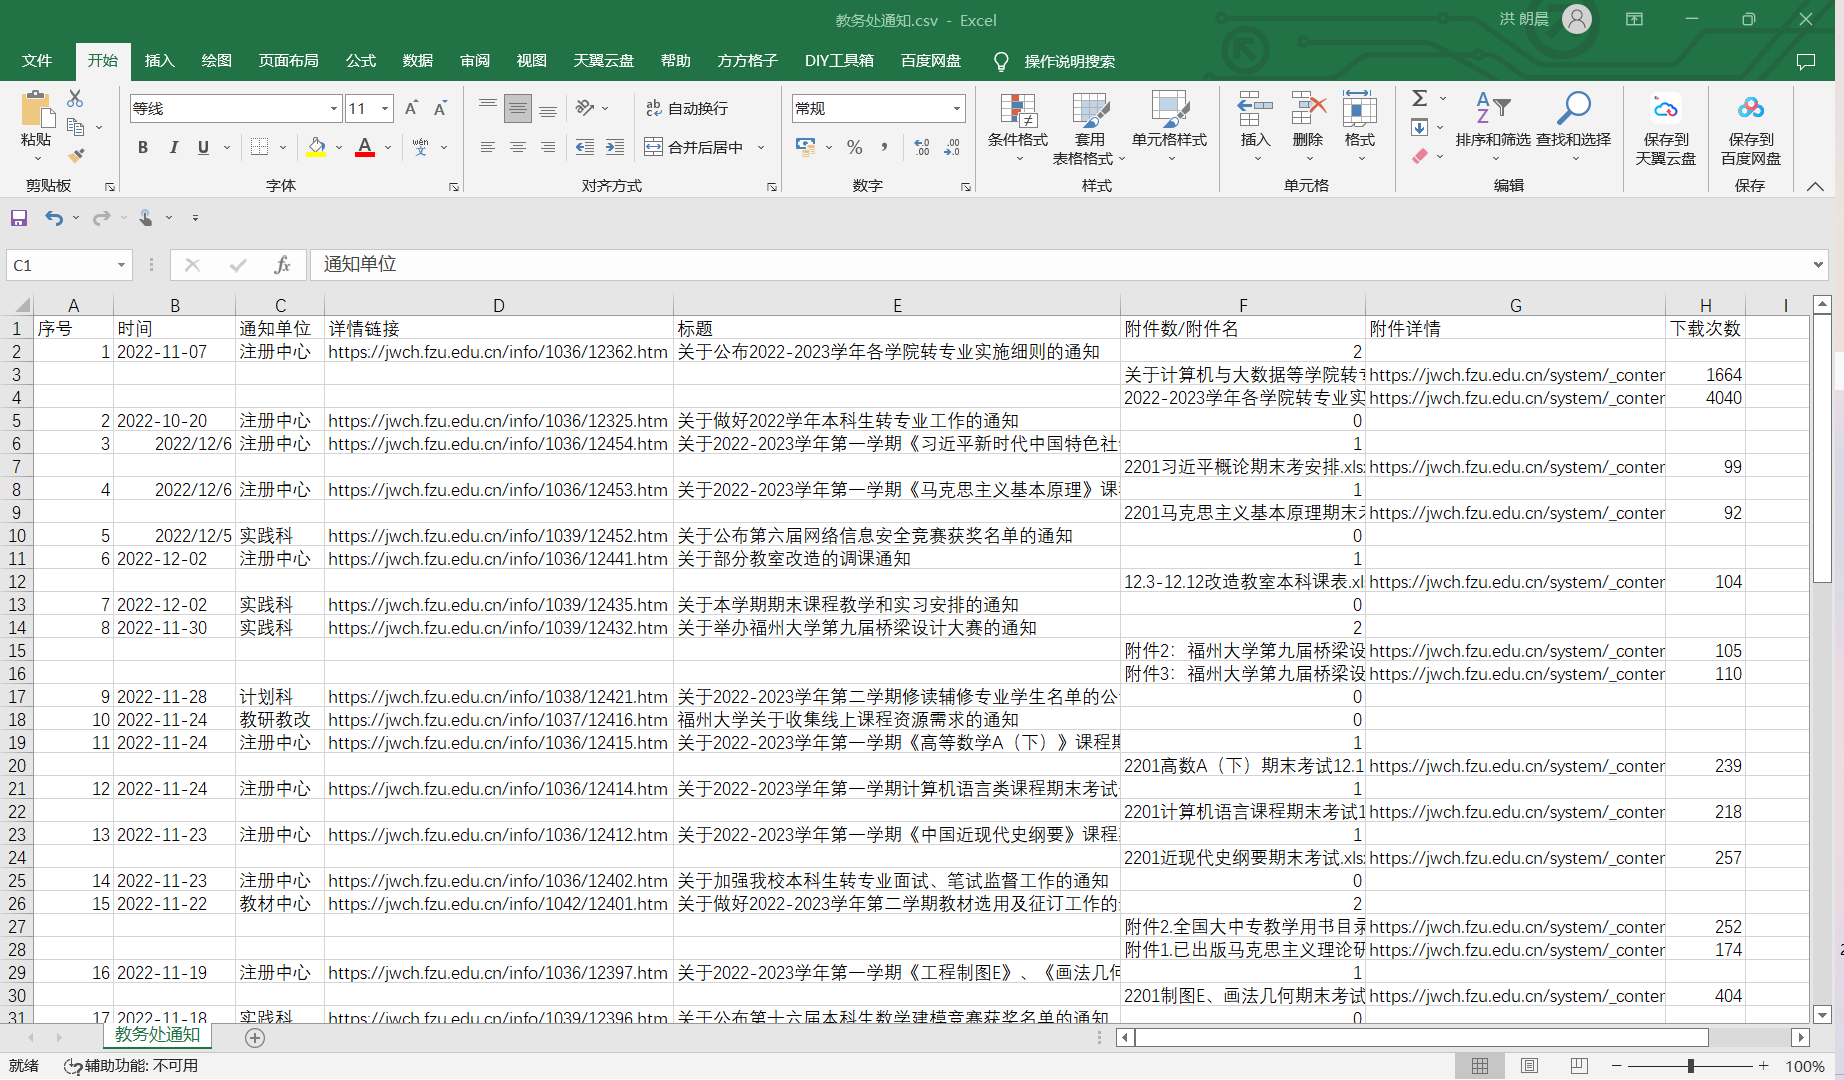 教务处通知.csv - Excel
洪 朗晨
文件 开始 插入 绘图 页面布局 公式 数据 审阅 视图 天翼云盘 帮助 方方格子 DIY工具箱 百度网盘 操作说明搜索
粘贴
剪贴板
等线 11
B I U wén 文
字体
自动换行
合并后居中
对齐方式
常规
%
数字
条件格式 套用 表格格式 单元格样式
样式
插入 删除 格式
单元格
排序和筛选 查找和选择
编辑
保存到 天翼云盘
保存到 百度网盘
保存
C1 fx 通知单位
A B C D E F G H I
1 序号 时间 通知单位 详情链接 标题 附件数/附件名 附件详情 下载次数
2 1 2022-11-07 注册中心 https://jwch.fzu.edu.cn/info/1036/12362.htm 关于公布2022-2023学年各学院转专业实施细则的通知 2
3 关于计算机与大数据等学院转 https://jwch.fzu.edu.cn/system/_conter 1664
4 2022-2023学年各学院转专业实 https://jwch.fzu.edu.cn/system/_conter 4040
5 2 2022-10-20 注册中心 https://jwch.fzu.edu.cn/info/1036/12325.htm 关于做好2022学年本科生转专业工作的通知 0
6 3 2022/12/6 注册中心 https://jwch.fzu.edu.cn/info/1036/12454.htm 关于2022-2023学年第一学期《习近平新时代中国特色社 1
7 2201习近平概论期末考安排.xls https://jwch.fzu.edu.cn/system/_conter 99
8 4 2022/12/6 注册中心 https://jwch.fzu.edu.cn/info/1036/12453.htm 关于2022-2023学年第一学期《马克思主义基本原理》课 1
9 2201马克思主义基本原理期末 https://jwch.fzu.edu.cn/system/_conter 92
10 5 2022/12/5 实践科 https://jwch.fzu.edu.cn/info/1039/12452.htm 关于公布第六届网络信息安全竞赛获奖名单的通知 0
11 6 2022-12-02 注册中心 https://jwch.fzu.edu.cn/info/1036/12441.htm 关于部分教室改造的调课通知 1
12 12.3-12.12改造教室本科课表.xl https://jwch.fzu.edu.cn/system/_conter 104
13 7 2022-12-02 实践科 https://jwch.fzu.edu.cn/info/1039/12435.htm 关于本学期期末课程教学和实习安排的通知 0
14 8 2022-11-30 实践科 https://jwch.fzu.edu.cn/info/1039/12432.htm 关于举办福州大学第九届桥梁设计大赛的通知 2
15 附件2：福州大学第九届桥梁设 https://jwch.fzu.edu.cn/system/_conter 105
16 附件3：福州大学第九届桥梁设 https://jwch.fzu.edu.cn/system/_conter 110
17 9 2022-11-28 计划科 https://jwch.fzu.edu.cn/info/1038/12421.htm 关于2022-2023学年第二学期修读辅修专业学生名单的公 0
18 10 2022-11-24 教研教改 https://jwch.fzu.edu.cn/info/1037/12416.htm 福州大学关于收集线上课程资源需求的通知 0
19 11 2022-11-24 注册中心 https://jwch.fzu.edu.cn/info/1036/12415.htm 关于2022-2023学年第一学期《高等数学A（下）》课程期 1
20 2201高数A（下）期末考试12.1 https://jwch.fzu.edu.cn/system/_conter 239
21 12 2022-11-24 注册中心 https://jwch.fzu.edu.cn/info/1036/12414.htm 关于2022-2023学年第一学期计算机语言类课程期末考试 1
22 2201计算机语言课程期末考试1 https://jwch.fzu.edu.cn/system/_conter 218
23 13 2022-11-23 注册中心 https://jwch.fzu.edu.cn/info/1036/12412.htm 关于2022-2023学年第一学期《中国近现代史纲要》课程 1
24 2201近现代史纲要期末考试.xls https://jwch.fzu.edu.cn/system/_conter 257
25 14 2022-11-23 注册中心 https://jwch.fzu.edu.cn/info/1036/12402.htm 关于加强我校本科生转专业面试、笔试监督工作的通知 0
26 15 2022-11-22 教材中心 https://jwch.fzu.edu.cn/info/1042/12401.htm 关于做好2022-2023学年第二学期教材选用及征订工作的 2
27 附件2.全国大中专教学用书目录 https://jwch.fzu.edu.cn/system/_conter 252
28 附件1.已出版马克思主义理论研 https://jwch.fzu.edu.cn/system/_conter 174
29 16 2022-11-19 注册中心 https://jwch.fzu.edu.cn/info/1036/12397.htm 关于2022-2023学年第一学期《工程制图E》、《画法几何 1
30 2201制图E、画法几何期末考试 https://jwch.fzu.edu.cn/system/_conter 404
31 17 2022-11-18 实践科 https://jwch.fzu.edu.cn/info/1039/12396.htm 关于公布第十六届本科生数学建模竞赛获奖名单的通知 0
教务处通知
就绪 辅助功能: 不可用 100%